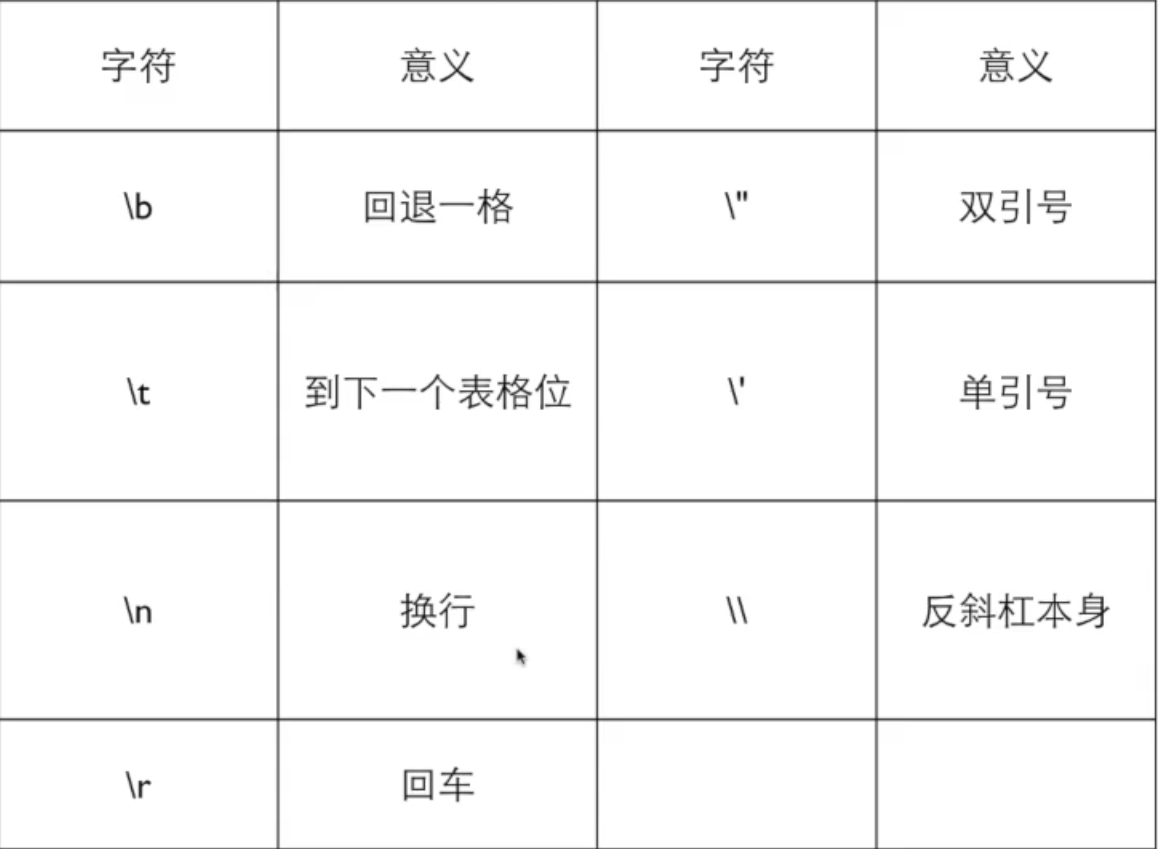 字符 意义 字符 意义
\b 回退一格 \" 双引号
\t 到下一个表格位 \' 单引号
\n 换行 \\ 反斜杠本身
\r 回车